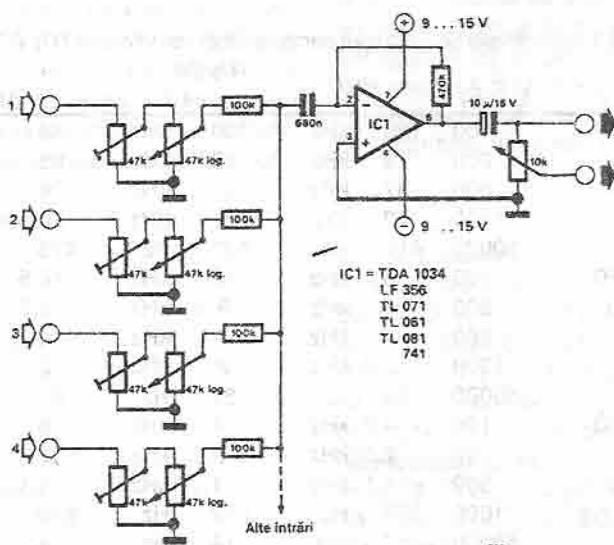 + 9 ... 15 V
1
100k
470k
680n
2
7
6
3
4
IC1
10 µ/16 V
10k
47k
47k log.
2
100k
- 9 ... 15 V
47k
47k log.
IC1 = TDA 1034
LF 356
TL 071
TL 061
TL 081
741
3
100k
47k
47k log.
4
100k
47k
47k log.
Alte intrări